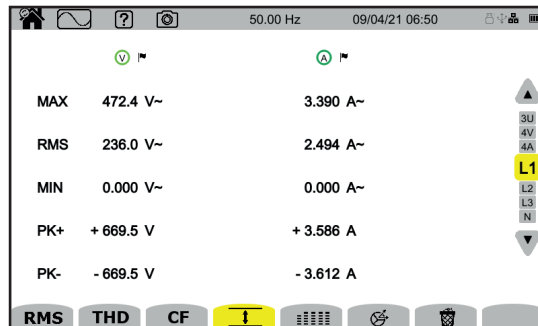 ? 50.00 Hz 09/04/21 06:50
V A
MAX 472.4 V~ 3.390 A~
RMS 236.0 V~ 2.494 A~
MIN 0.000 V~ 0.000 A~
PK+ + 669.5 V + 3.586 A
PK- - 669.5 V - 3.612 A
3U
4V
4A
L1
L2
L3
N
RMS THD CF